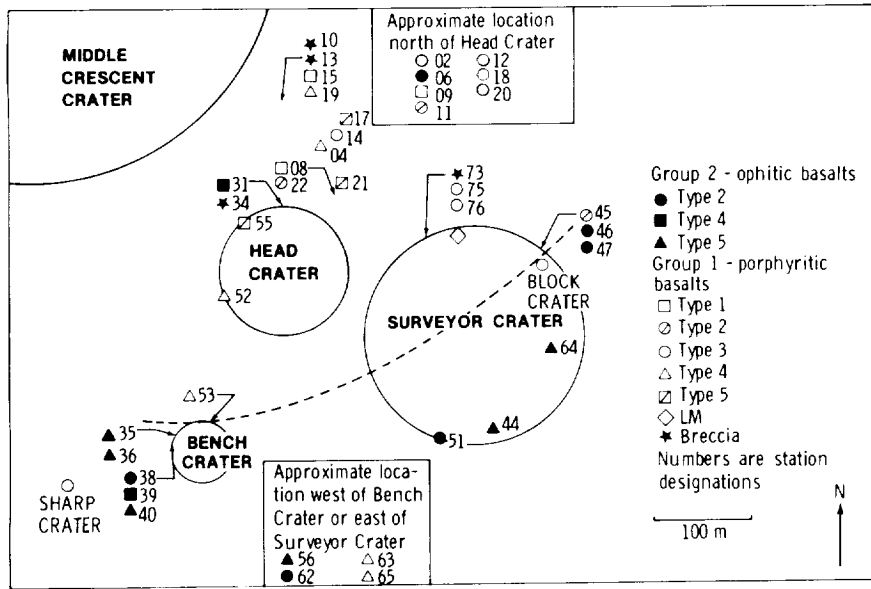 MIDDLE
CRESCENT
CRATER
10
13
15
19
Approximate location
north of Head Crater
02 12
06 18
09 20
11
17
14
04
08
22
21
31
34
55
HEAD
CRATER
52
73
75
76
45
46
47
BLOCK
CRATER
SURVEYOR CRATER
64
44
51
53
35
36
BENCH
CRATER
38
39
40
SHARP
CRATER
Approximate loca-
tion west of Bench
Crater or east of
Surveyor Crater
56 63
62 65
Group 2 - ophitic basalts
Type 2
Type 4
Type 5
Group 1 - porphyritic
basalts
Type 1
Type 2
Type 3
Type 4
Type 5
LM
Breccia
Numbers are station
designations
100 m
N